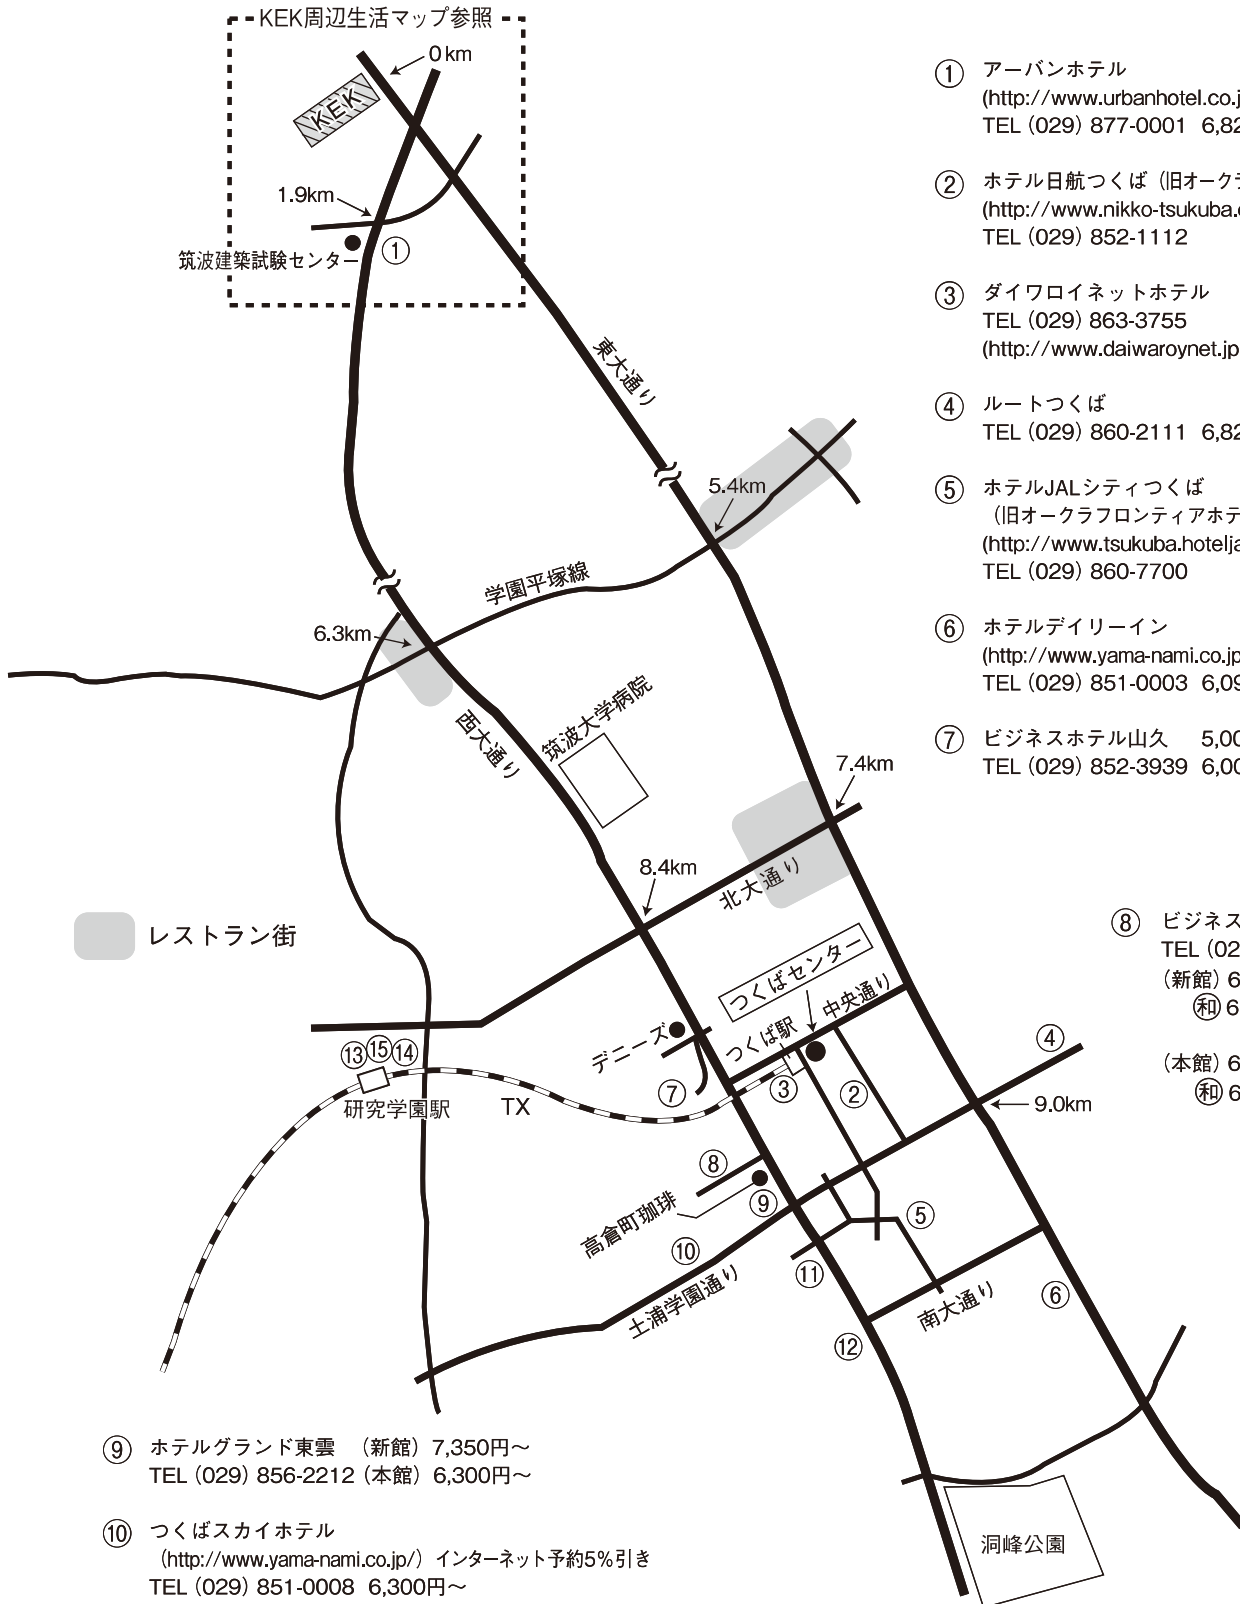 KEK周辺生活マップ参照
0km
KEK
1.9km
①
筑波建築試験センター
東大通り
5.4km
学園平塚線
6.3km
西大通り
筑波大学病院
7.4km
8.4km
北大通り
レストラン街
つくばセンター
中央通り
つくば駅
デニーズ
⑬⑮⑭
研究学園駅
TX
⑦
③
②
④
9.0km
⑧
⑨
高倉町珈琲
⑩
土浦学園通り
⑪
⑤
南大通り
⑥
⑫
洞峰公園
① アーバンホテル
(http://www.urbanhotel.co.j
TEL (029) 877-0001 6,82
② ホテル日航つくば（旧オークラ
(http://www.nikko-tsukuba.
TEL (029) 852-1112
③ ダイワロイネットホテル
TEL (029) 863-3755
(http://www.daiwaroynet.jp
④ ルートつくば
TEL (029) 860-2111 6,82
⑤ ホテルJALシティつくば
（旧オークラフロンティアホテ
(http://www.tsukuba.hotelja
TEL (029) 860-7700
⑥ ホテルデイリーイン
(http://www.yama-nami.co.jp
TEL (029) 851-0003 6,09
⑦ ビジネスホテル山久 5,00
TEL (029) 852-3939 6,00
⑧ ビジネス
TEL (02
（新館）6
㊝ 6
（本館）6
㊝ 6
⑨ ホテルグランド東雲 （新館）7,350円～
TEL (029) 856-2212（本館）6,300円～
⑩ つくばスカイホテル
（http://www.yama-nami.co.jp/）インターネット予約5%引き
TEL (029) 851-0008 6,300円～